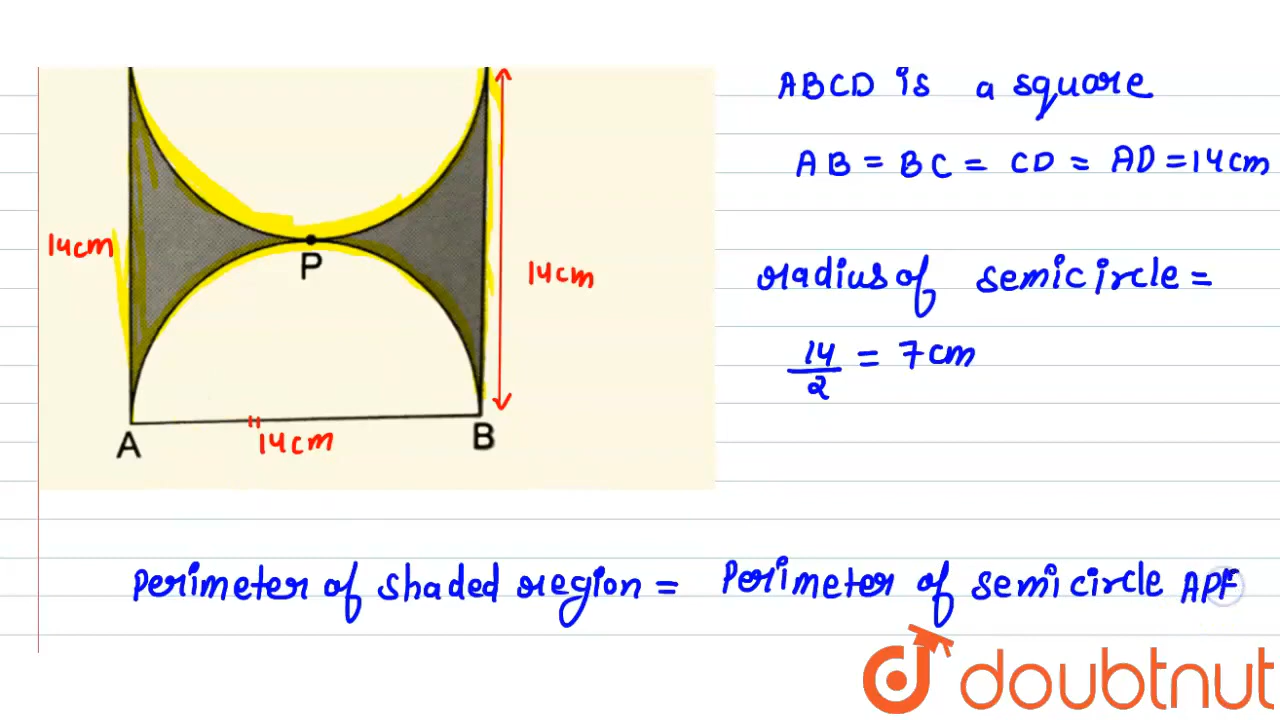 ABCD is a square
AB = BC = CD = AD = 14cm
14cm
P
14cm
radius of semicircle =
14/2 = 7cm
A
14cm
B
Perimeter of shaded region = Perimeter of semicircle APF
doubtnut